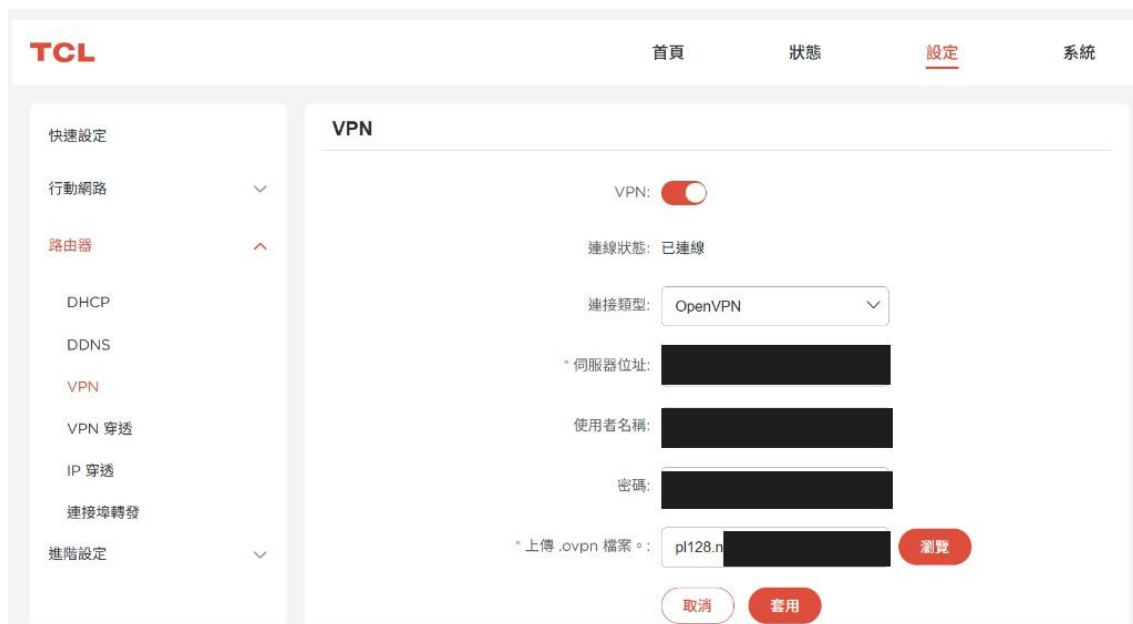 TCL
首頁 狀態 設定 系統
快速設定
行動網路
路由器
DHCP
DDNS
VPN
VPN 穿透
IP 穿透
連接埠轉發
進階設定
VPN
VPN:
連線狀態: 已連線
連接類型: OpenVPN
* 伺服器位址:
使用者名稱:
密碼:
* 上傳 .ovpn 檔案。: pl128.n 瀏覽
取消 套用